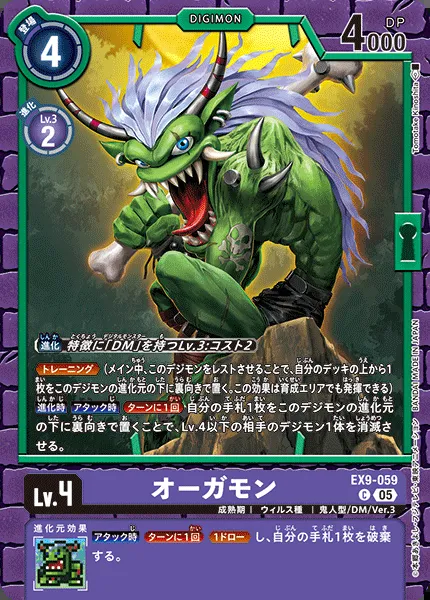 DIGIMON
登場
4
DP
4000
進化
Lv.3
2
Tomotake Kinoshita
進化 特徴に「DM」を持つLv.3:コスト2
トレーニング (メイン中、このデジモンをレストさせることで、自分のデッキの上から1
枚をこのデジモンの進化元の下に裏向きで置く。この効果は育成エリアでも発揮できる)
進化時 アタック時 ターンに1回 自分の手札1枚をこのデジモンの進化元
の下に裏向きで置くことで、Lv.4以下の相手のデジモン1体を消滅さ
せる。
BANDAI MADE IN JAPAN
Lv.4
オーガモン
EX9-059
C 05
成熟期 | ウィルス種 | 鬼人型/DM/Ver.3
進化元効果
アタック時 ターンに1回 1ドロー し、自分の手札1枚を破棄
する。